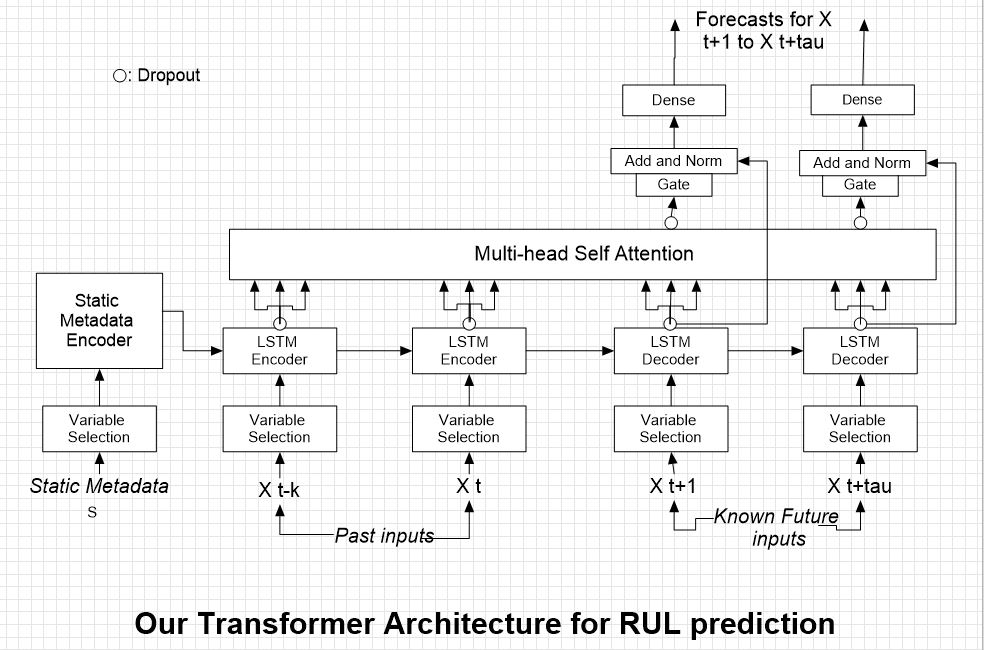 Forecasts for X
t+1 to X t+tau
: Dropout
Dense
Dense
Add and Norm
Add and Norm
Gate
Gate
Multi-head Self Attention
Static
Metadata
Encoder
LSTM
Encoder
LSTM
Encoder
LSTM
Decoder
LSTM
Decoder
Variable
Selection
Variable
Selection
Variable
Selection
Variable
Selection
Variable
Selection
Static Metadata
S
X t-k
X t
X t+1
X t+tau
Past inputs
Known Future
inputs
Our Transformer Architecture for RUL prediction